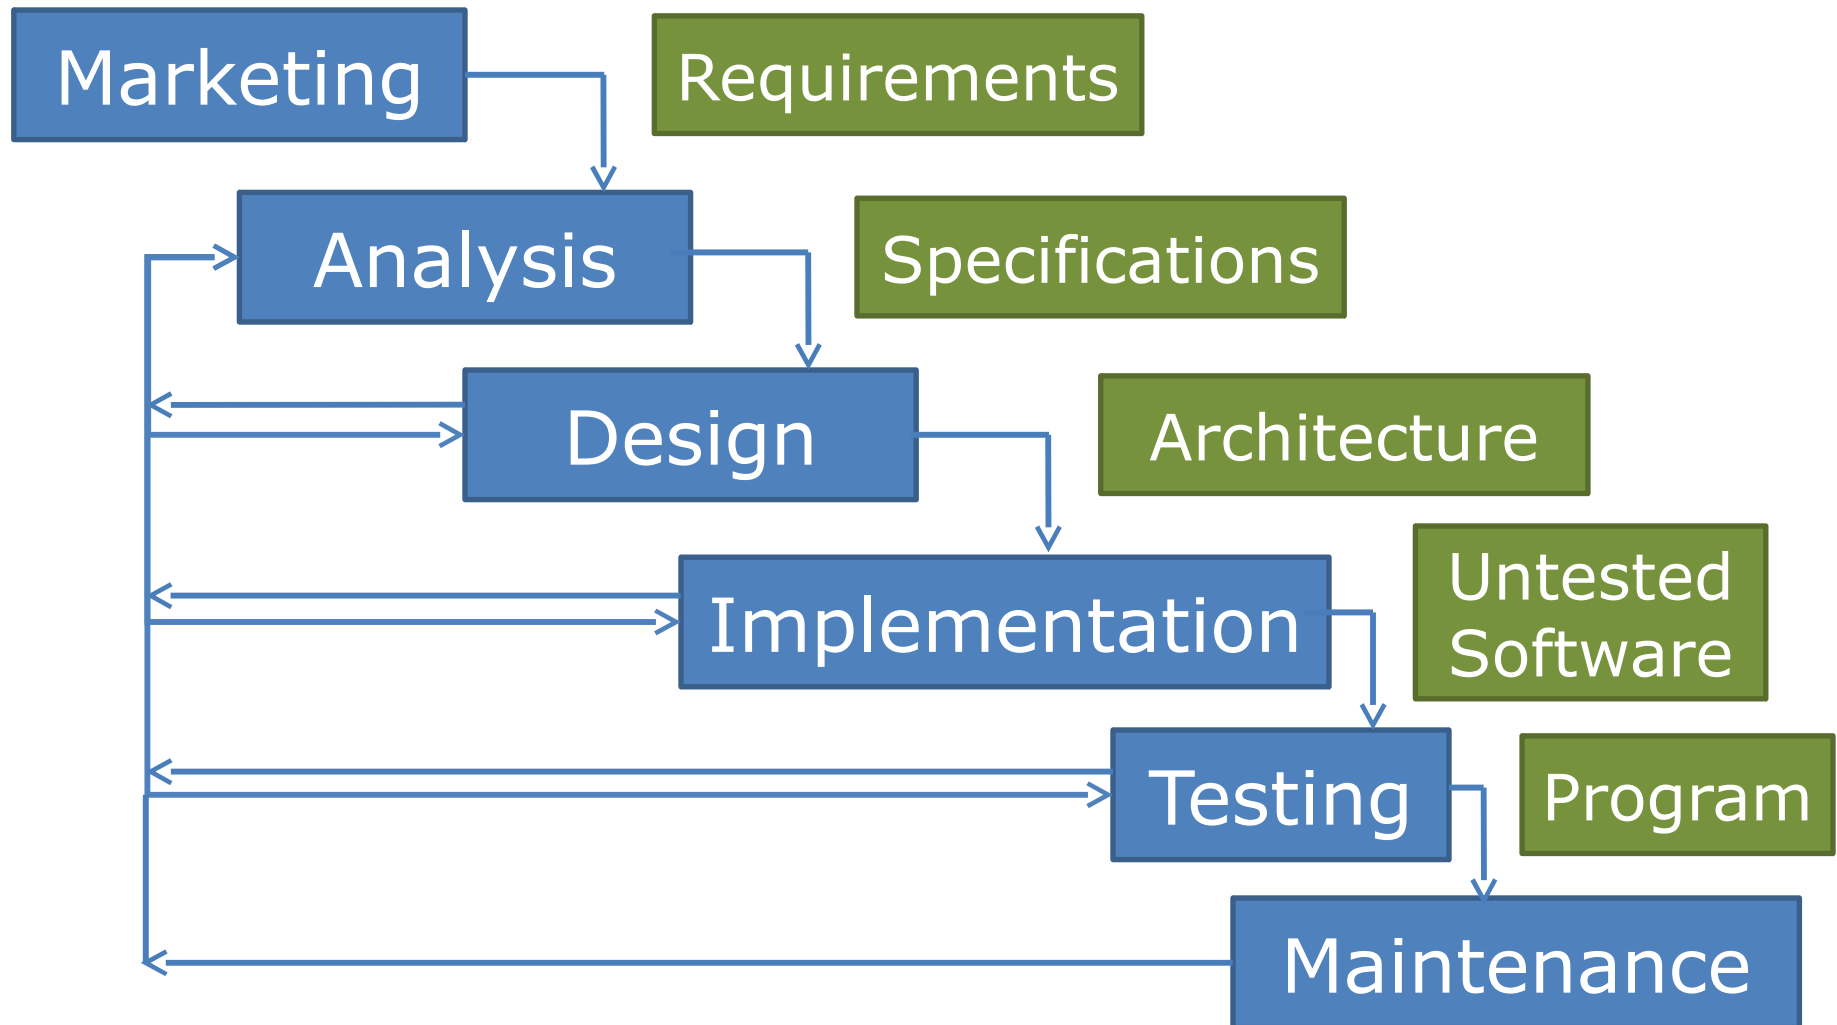 Marketing
Requirements
Analysis
Specifications
Design
Architecture
Implementation
Untested
Software
Testing
Program
Maintenance